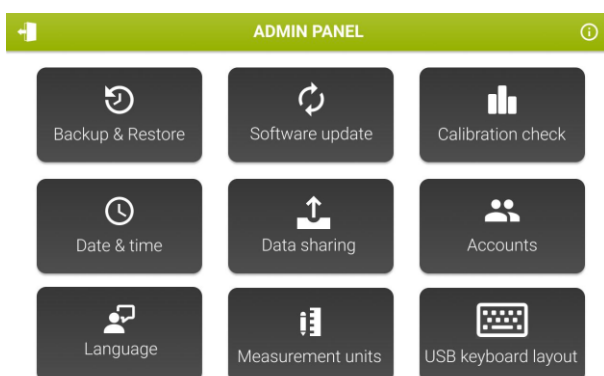 ADMIN PANEL
Backup & Restore
Software update
Calibration check
Date & time
Data sharing
Accounts
Language
Measurement units
USB keyboard layout